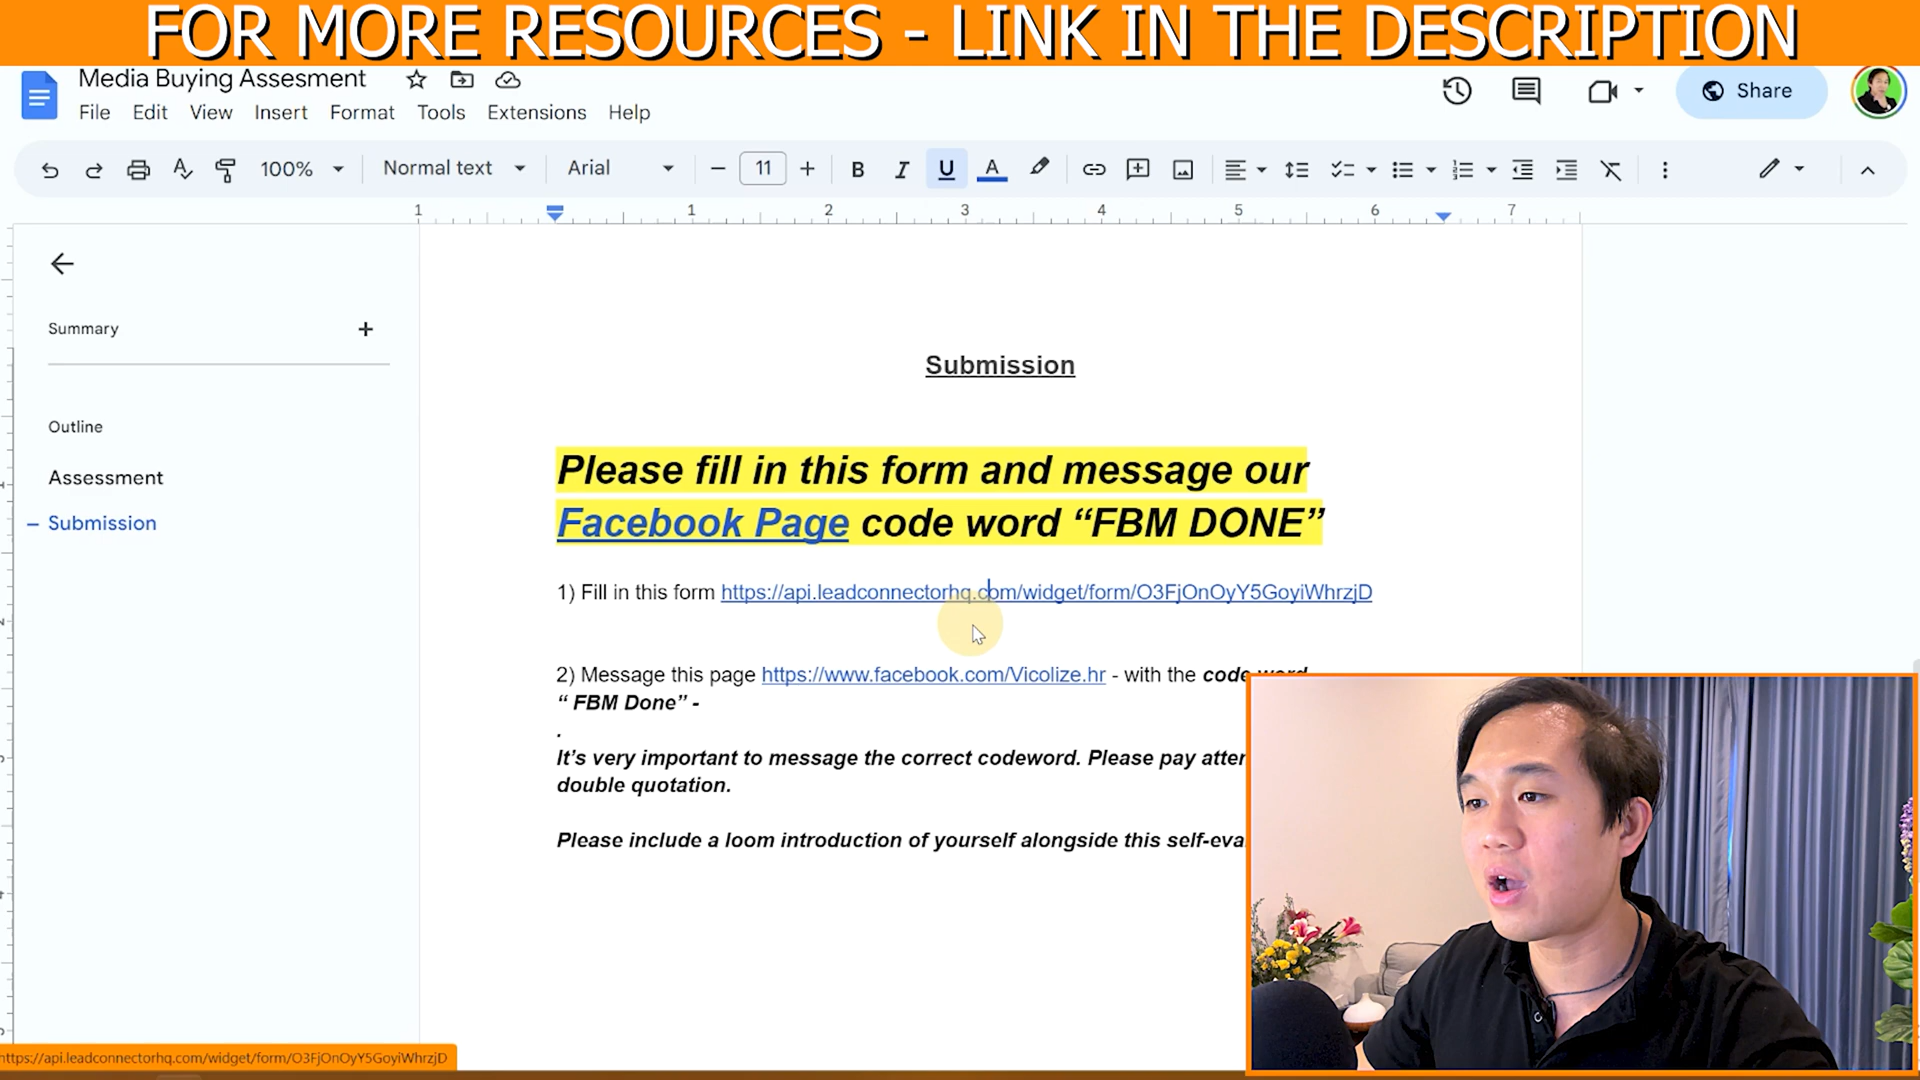 FOR MORE RESOURCES - LINK IN THE DESCRIPTION
Media Buying Assesment
File Edit View Insert Format Tools Extensions Help
Share
100% Normal text Arial 11 B I U A
1 1 2 3 4 5 6 7
Summary
Outline
Assessment
Submission
Submission
Please fill in this form and message our
Facebook Page code word “FBM DONE”
1) Fill in this form https://api.leadconnectorhq.com/widget/form/O3FjOnOyY5GoyiWhrzjD
2) Message this page https://www.facebook.com/Vicolize.hr - with the code word
“ FBM Done” -
.
It’s very important to message the correct codeword. Please pay
double quotation.
Please include a loom introduction of yourself alongside this
https://api.leadconnectorhq.com/widget/form/O3FjOnOyY5GoyiWhrzjD